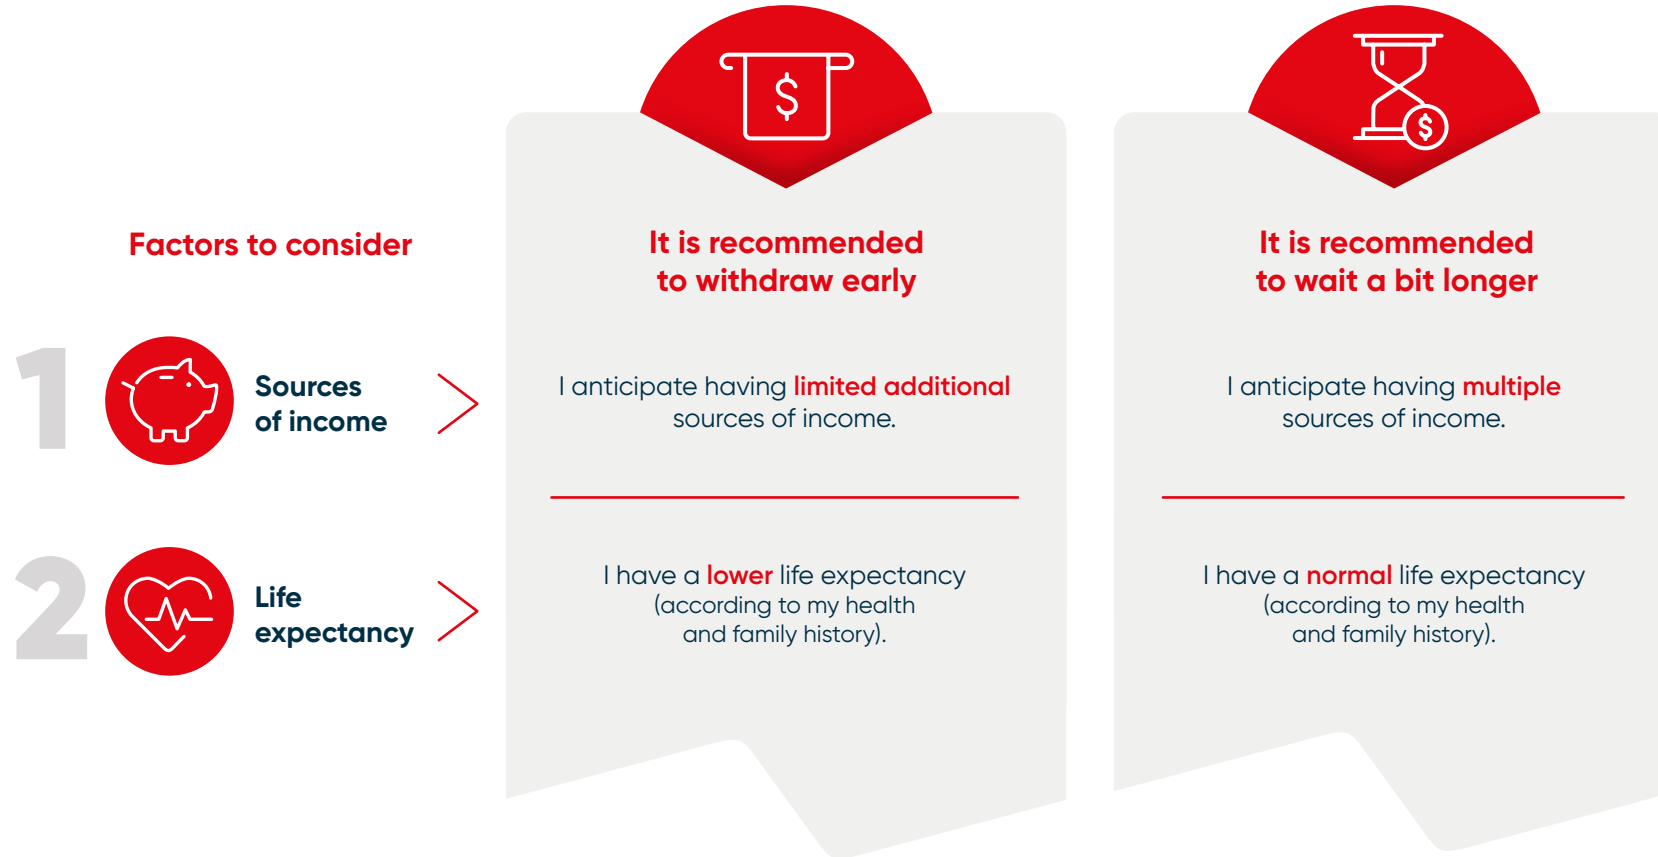 Factors to consider
It is recommended
to withdraw early
It is recommended
to wait a bit longer
1
Sources
of income
I anticipate having limited additional
sources of income.
I anticipate having multiple
sources of income.
2
Life
expectancy
I have a lower life expectancy
(according to my health
and family history).
I have a normal life expectancy
(according to my health
and family history).
$
$